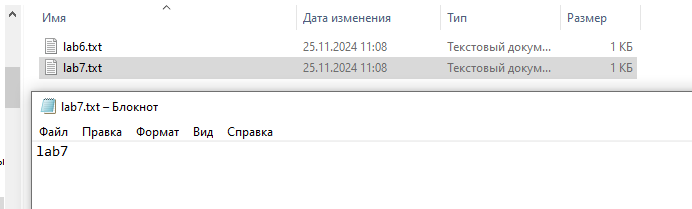 Имя Дата изменения Тип Размер
lab6.txt 25.11.2024 11:08 Текстовый докум... 1 КБ
lab7.txt 25.11.2024 11:08 Текстовый докум... 1 КБ
lab7.txt – Блокнот
Файл Правка Формат Вид Справка
lab7